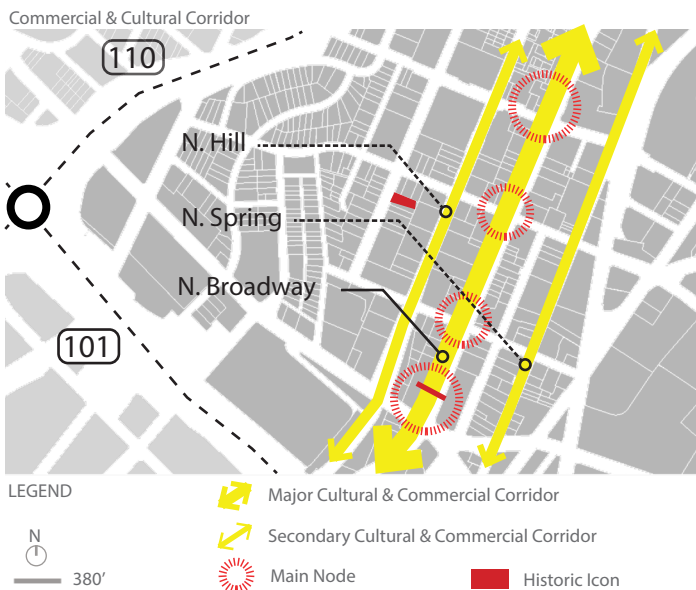 Commercial & Cultural Corridor
110
N. Hill
N. Spring
N. Broadway
101
LEGEND
Major Cultural & Commercial Corridor
N
Secondary Cultural & Commercial Corridor
380'
Main Node
Historic Icon